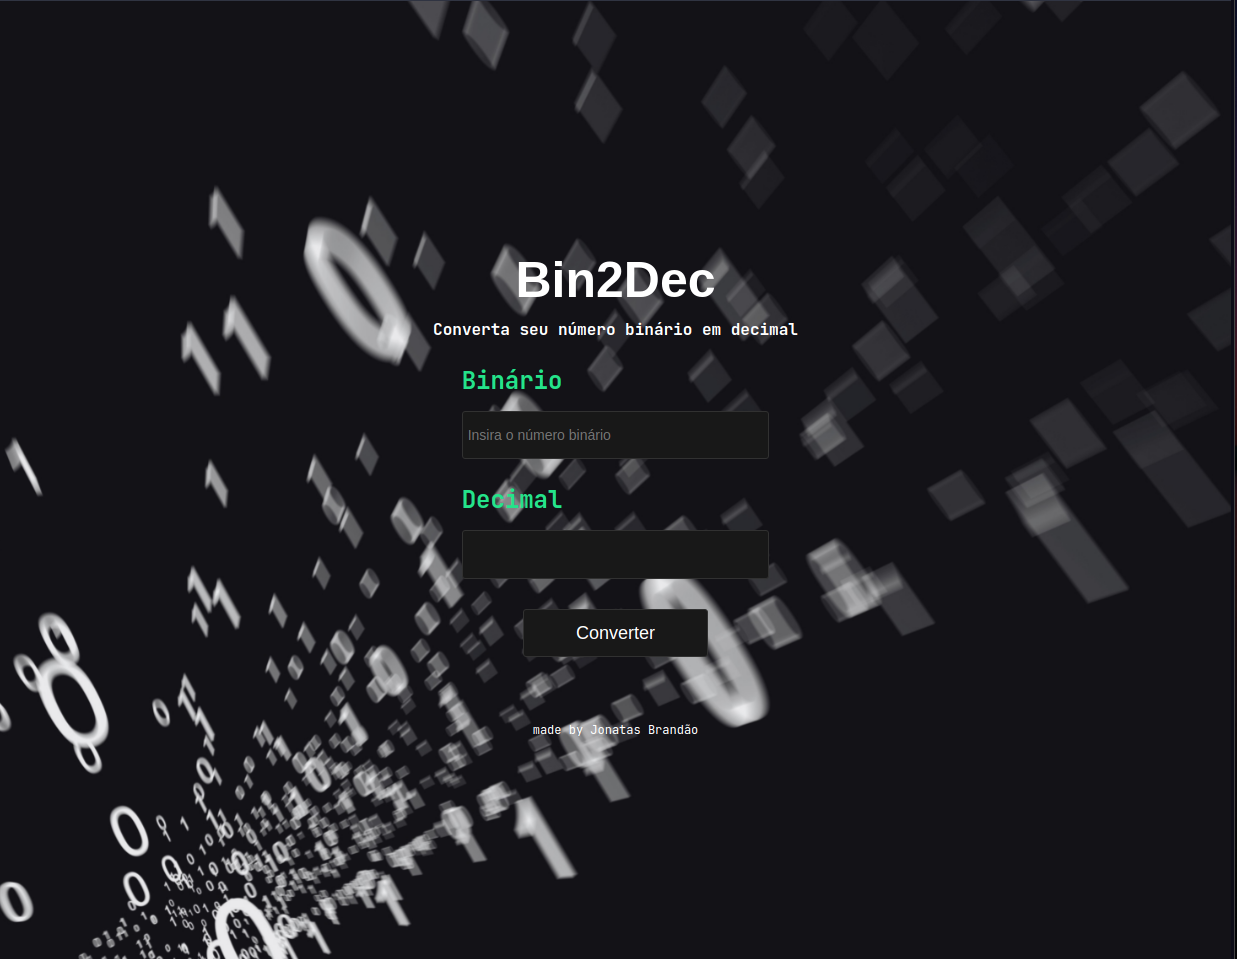 Bin2Dec
Converta seu número binário em decimal
Binário
Insira o número binário
Decimal
Converter
made by Jonatas Brandão